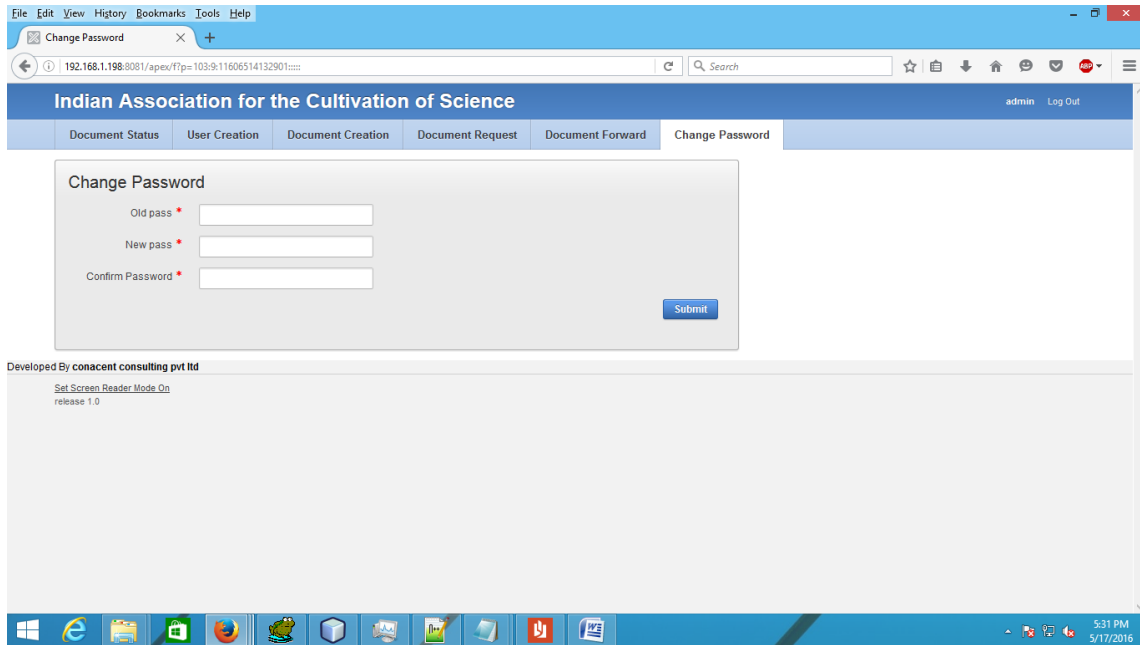 File Edit View History Bookmarks Tools Help
Change Password
192.168.1.198:8081/apex/f?p=103:9:11606514132901:::::
Search
ABP
Indian Association for the Cultivation of Science
admin Log Out
Document Status User Creation Document Creation Document Request Document Forward Change Password
Change Password
Old pass *
New pass *
Confirm Password *
Submit
Developed By conacent consulting pvt ltd
Set Screen Reader Mode On
release 1.0
5:31 PM
5/17/2016